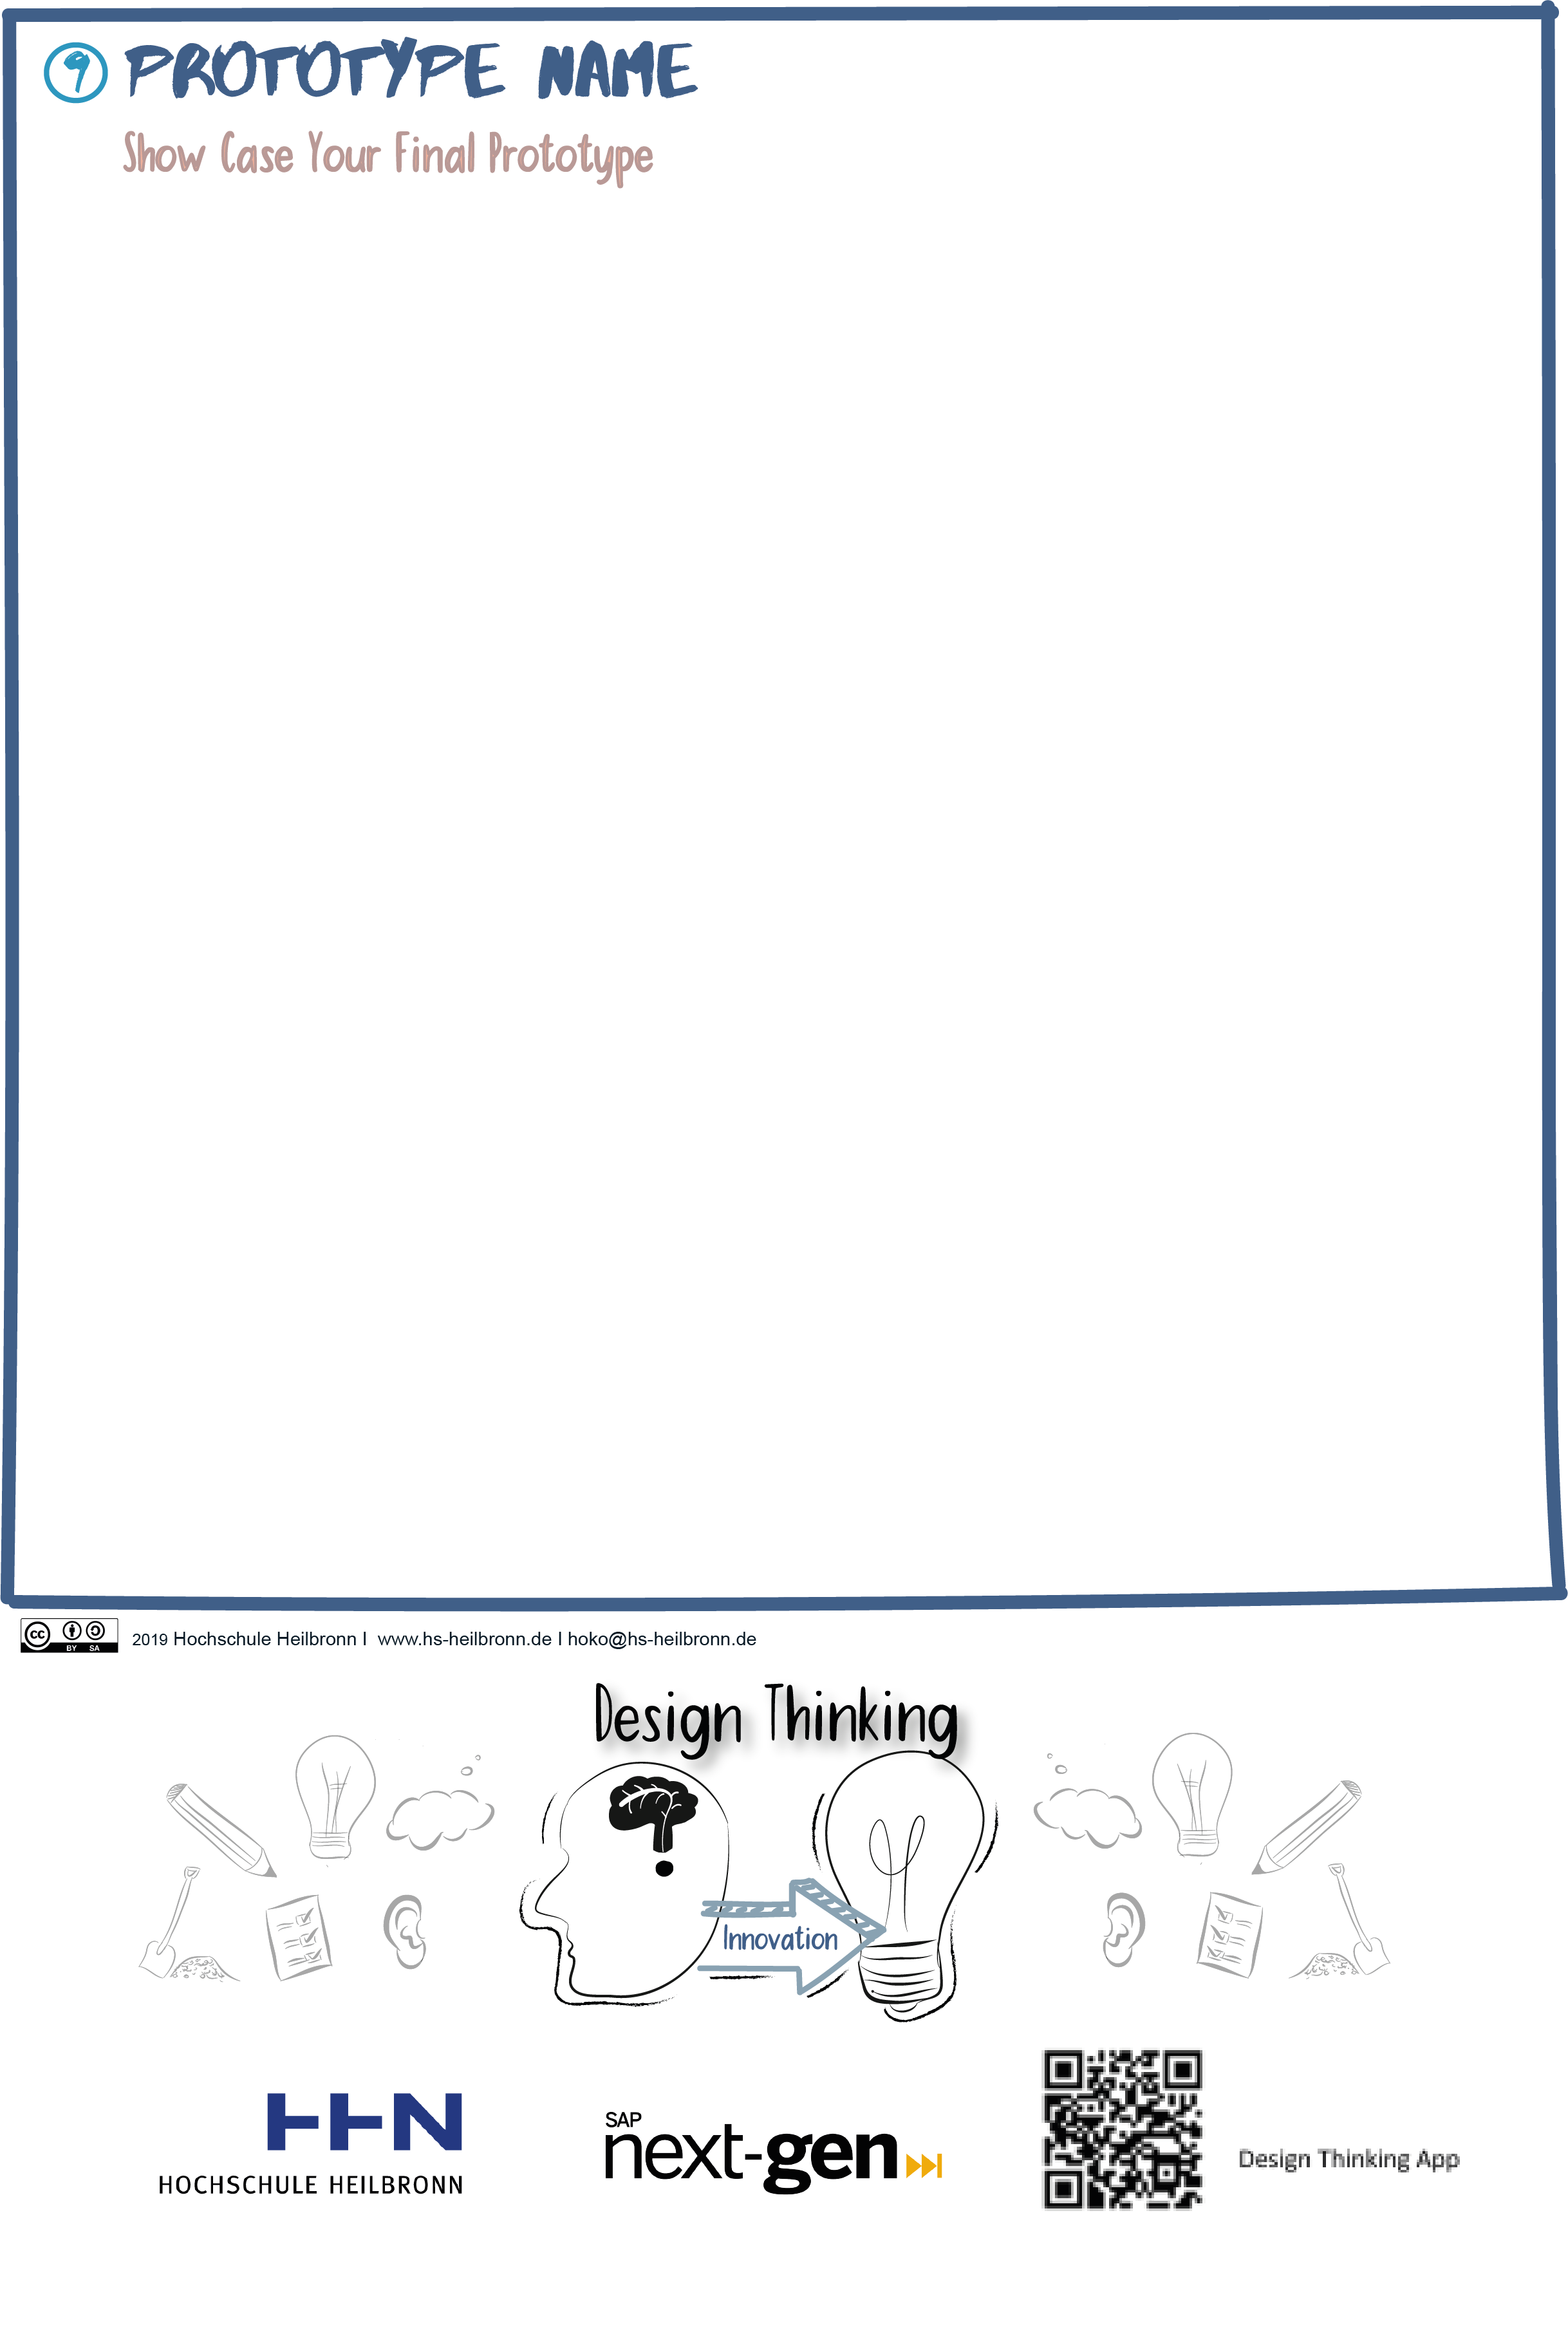 9 PROTOTYPE NAME
Show Case Your Final Prototype
cc BY SA 2019 Hochschule Heilbronn I www.hs-heilbronn.de I hoko@hs-heilbronn.de
Design Thinking
Innovation
HHN
HOCHSCHULE HEILBRONN
SAP
next-gen
Design Thinking App